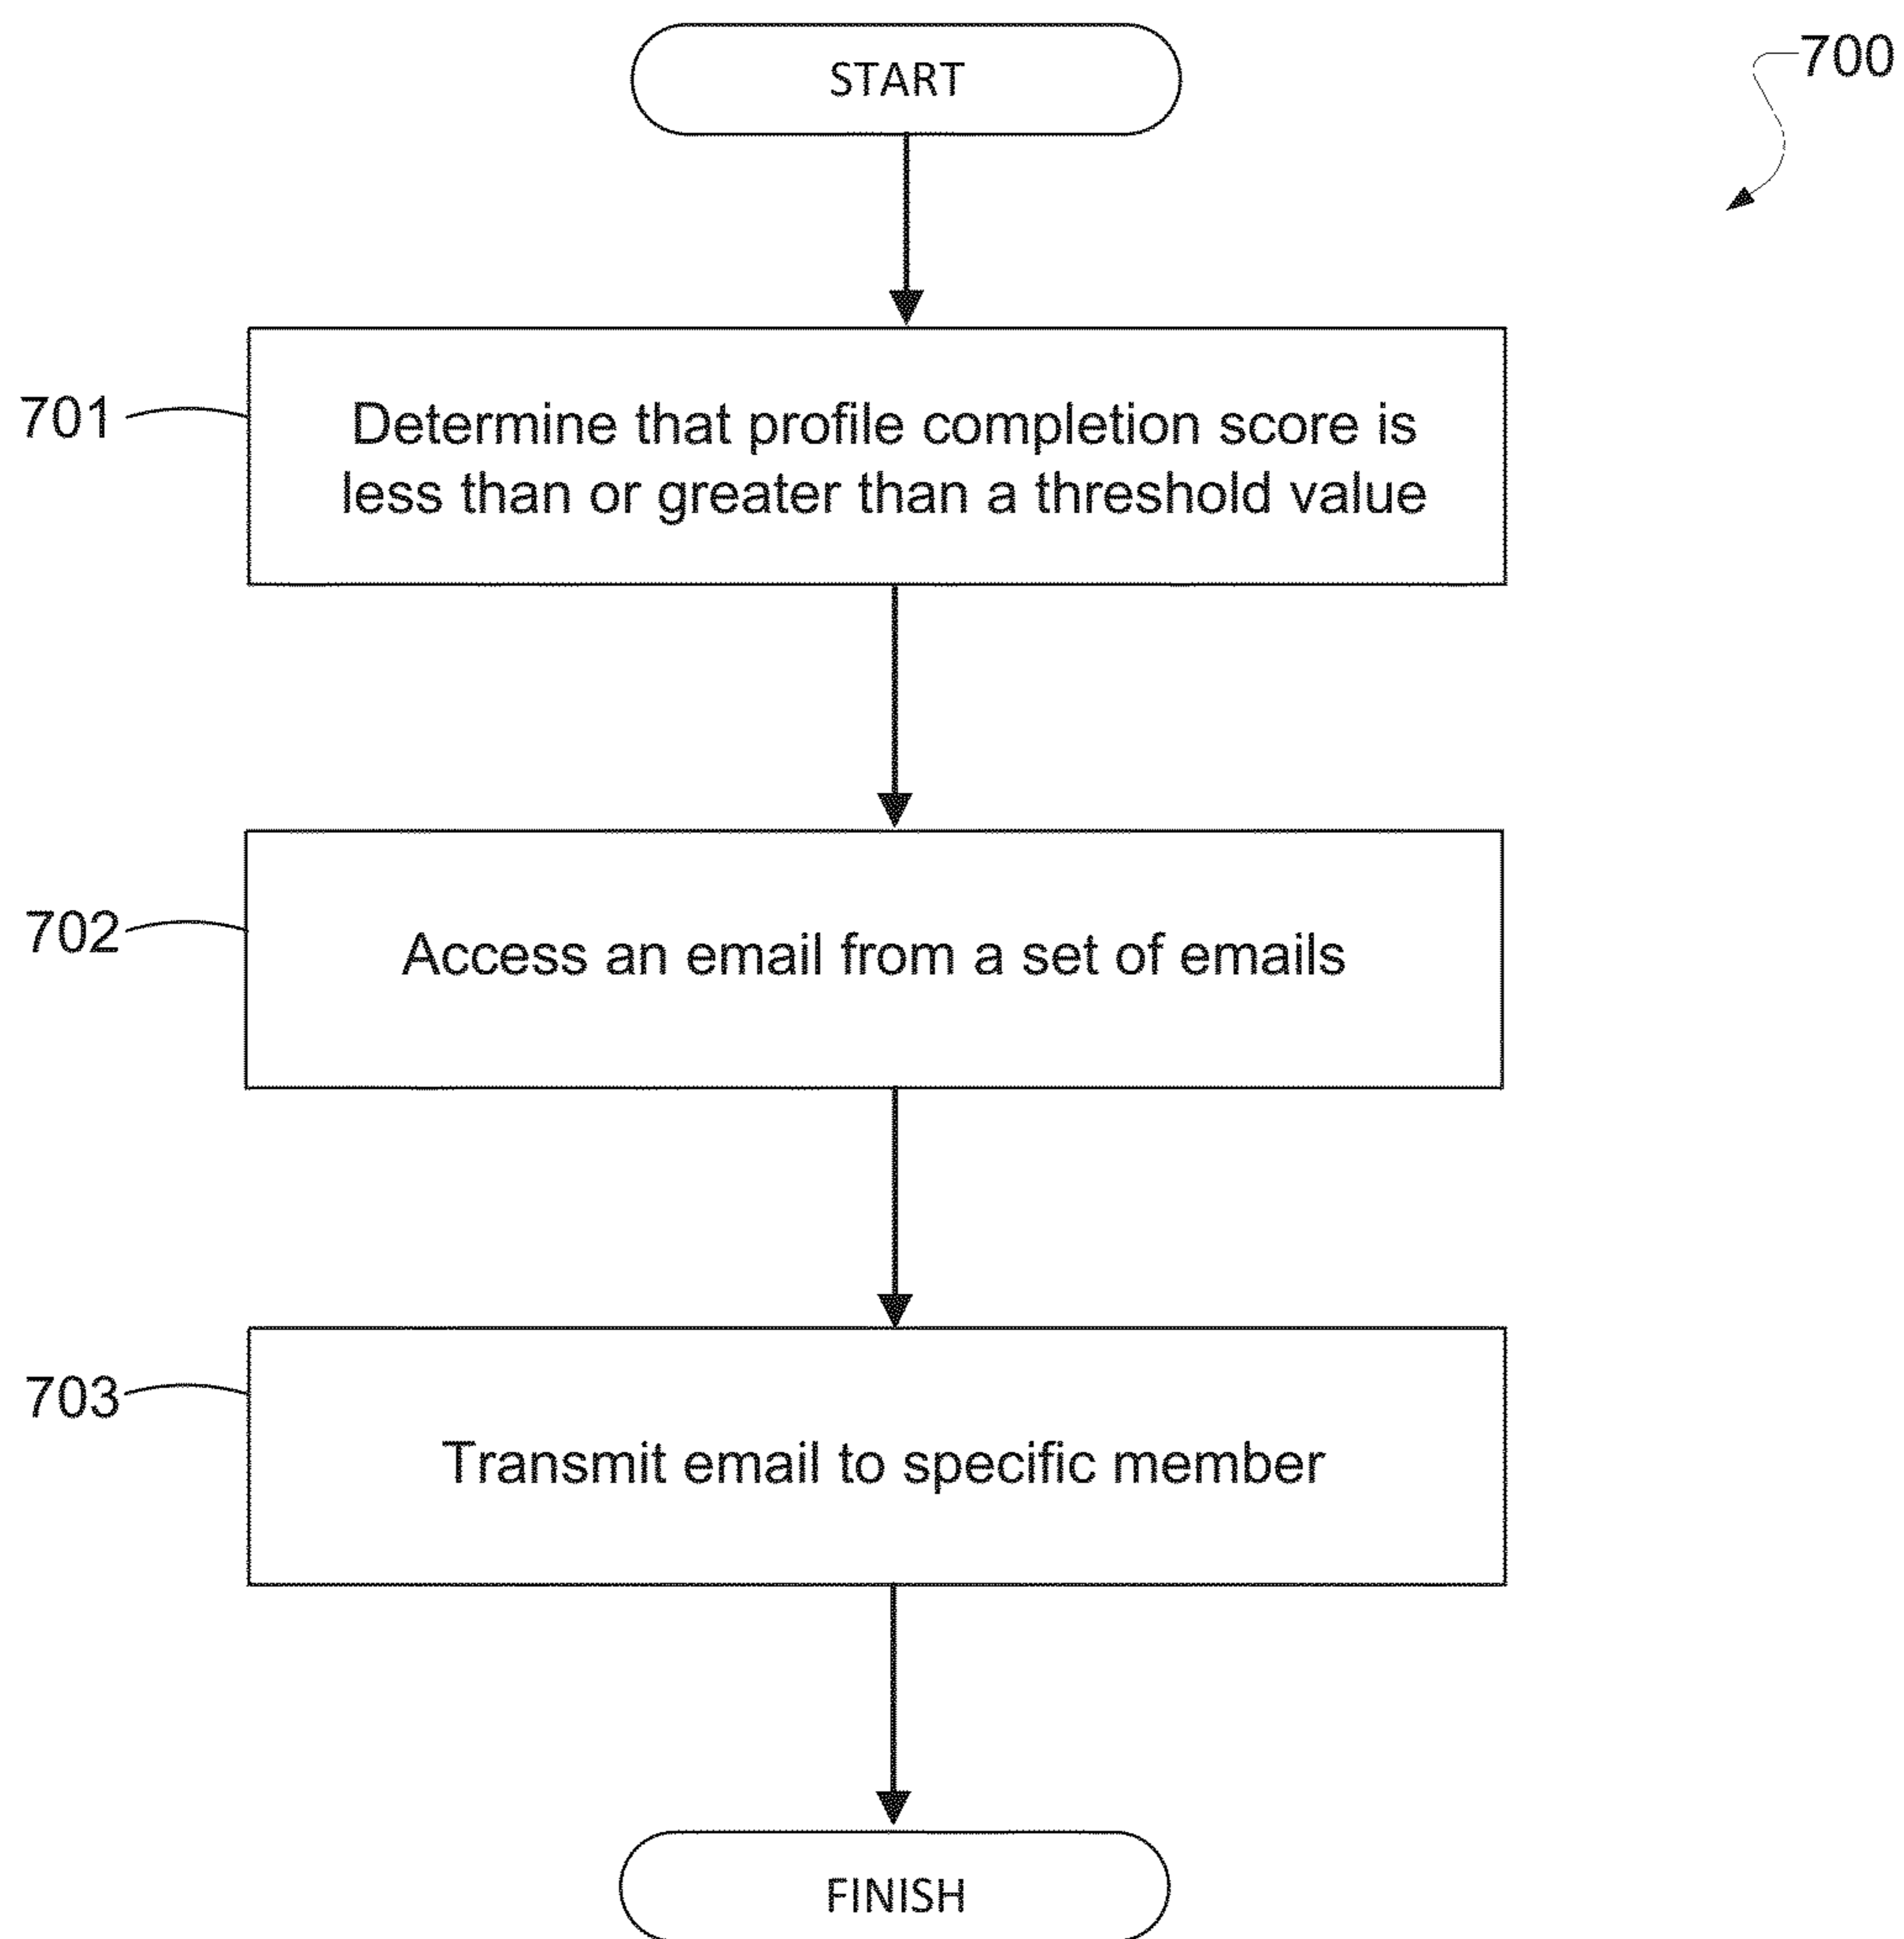 START
700
701
Determine that profile completion score is
less than or greater than a threshold value
702
Access an email from a set of emails
703
Transmit email to specific member
FINISH